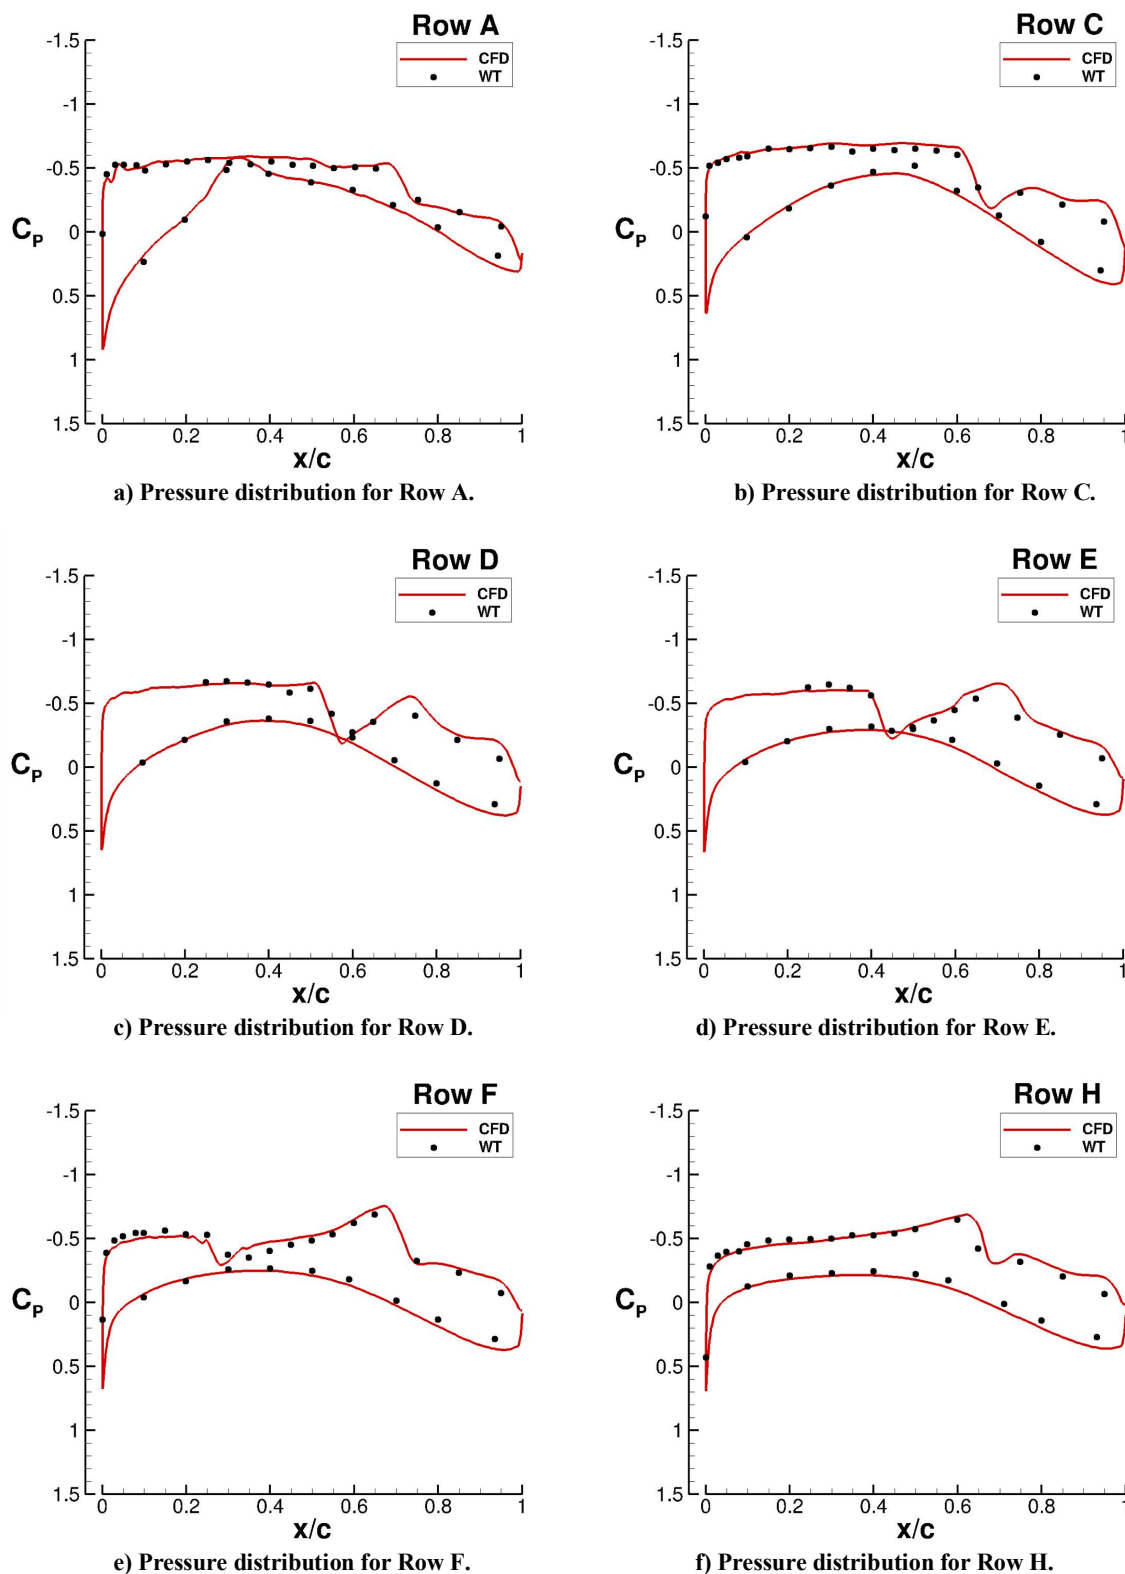 Row A
CFD
WT
-1.5
-1
-0.5
0
0.5
1
1.5
CP
0 0.2 0.4 0.6 0.8 1
x/c
a) Pressure distribution for Row A.
Row C
CFD
WT
-1.5
-1
-0.5
0
0.5
1
1.5
CP
0 0.2 0.4 0.6 0.8 1
x/c
b) Pressure distribution for Row C.
Row D
CFD
WT
-1.5
-1
-0.5
0
0.5
1
1.5
CP
0 0.2 0.4 0.6 0.8 1
x/c
c) Pressure distribution for Row D.
Row E
CFD
WT
-1.5
-1
-0.5
0
0.5
1
1.5
CP
0 0.2 0.4 0.6 0.8 1
x/c
d) Pressure distribution for Row E.
Row F
CFD
WT
-1.5
-1
-0.5
0
0.5
1
1.5
CP
0 0.2 0.4 0.6 0.8 1
x/c
e) Pressure distribution for Row F.
Row H
CFD
WT
-1.5
-1
-0.5
0
0.5
1
1.5
CP
0 0.2 0.4 0.6 0.8 1
x/c
f) Pressure distribution for Row H.